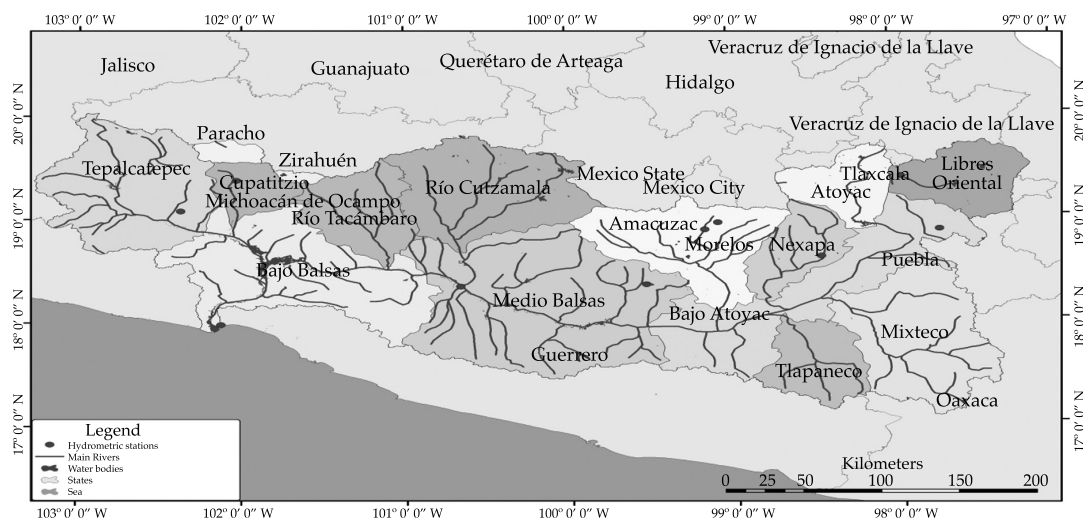 103° 0′ 0″ W 102° 0′ 0″ W 101° 0′ 0″ W 100° 0′ 0″ W 99° 0′ 0″ W 98° 0′ 0″ W 97° 0′ 0″ W
Jalisco
Guanajuato
Querétaro de Arteaga
Veracruz de Ignacio de la Llave
Hidalgo
20° 0′ 0″ N
20° 0′ 0″ N
Paracho
Veracruz de Ignacio de la Llave
Tepalcatepec
Zirahuén
Cupatitzio
Michoacán de Ocampo
Río Tacámbaro
Río Cutzamala
Mexico State
Mexico City
Tlaxcala
Atoyac
Libres
Oriental
19° 0′ 0″ N
19° 0′ 0″ N
Amacuzac
Morelos
Nexapa
Puebla
Bajo Balsas
Medio Balsas
Bajo Atoyac
18° 0′ 0″ N
18° 0′ 0″ N
Mixteco
Guerrero
Tlapaneco
Oaxaca
17° 0′ 0″ N
17° 0′ 0″ N
Legend
Hydrometric stations
Main Rivers
Water bodies
States
Sea
Kilometers
0 25 50 100 150 200
103° 0′ 0″ W 102° 0′ 0″ W 101° 0′ 0″ W 100° 0′ 0″ W 99° 0′ 0″ W 98° 0′ 0″ W